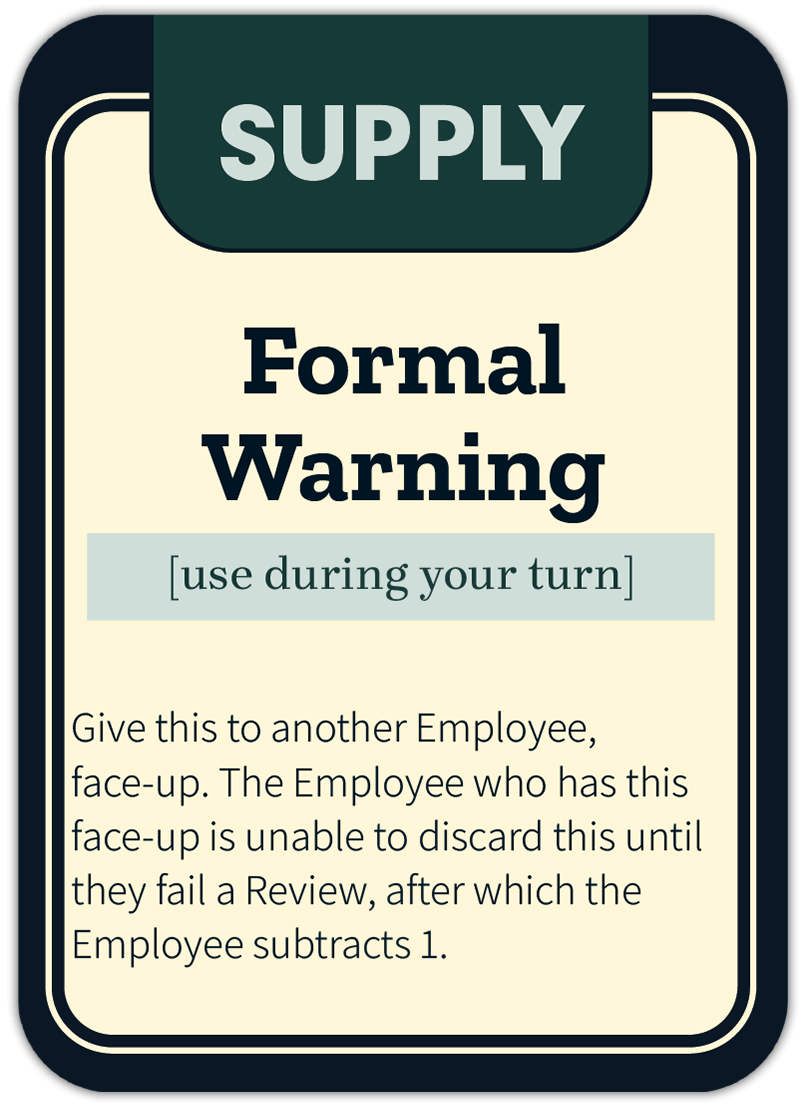 SUPPLY
Formal
Warning
[use during your turn]
Give this to another Employee,
face-up. The Employee who has this
face-up is unable to discard this until
they fail a Review, after which the
Employee subtracts 1.